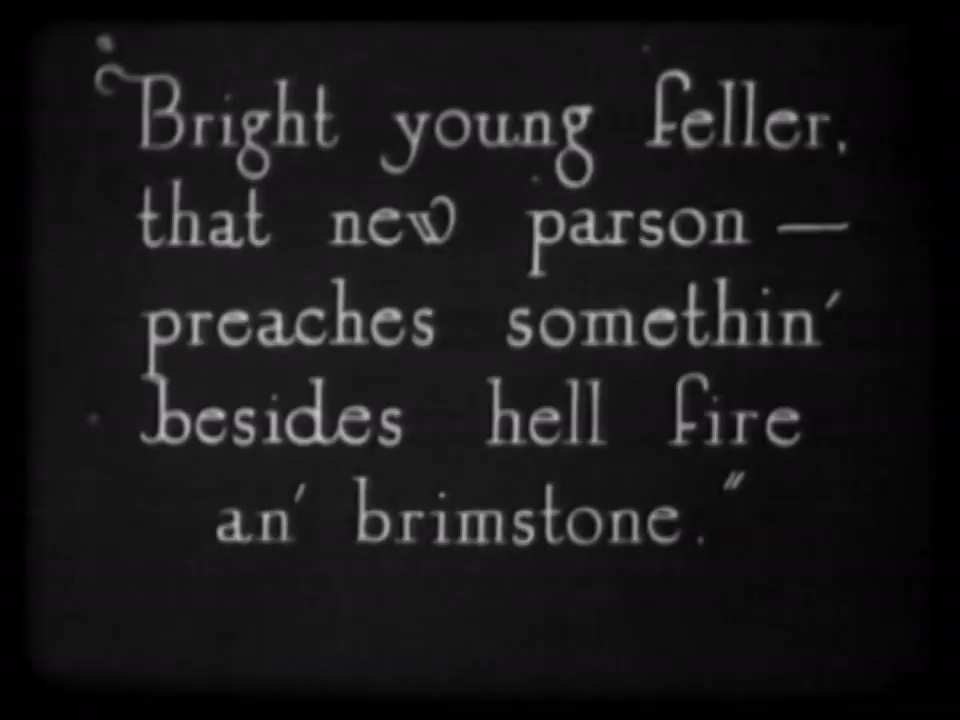 Bright young feller,
that new parson —
preaches somethin'
besides hell fire
an' brimstone."